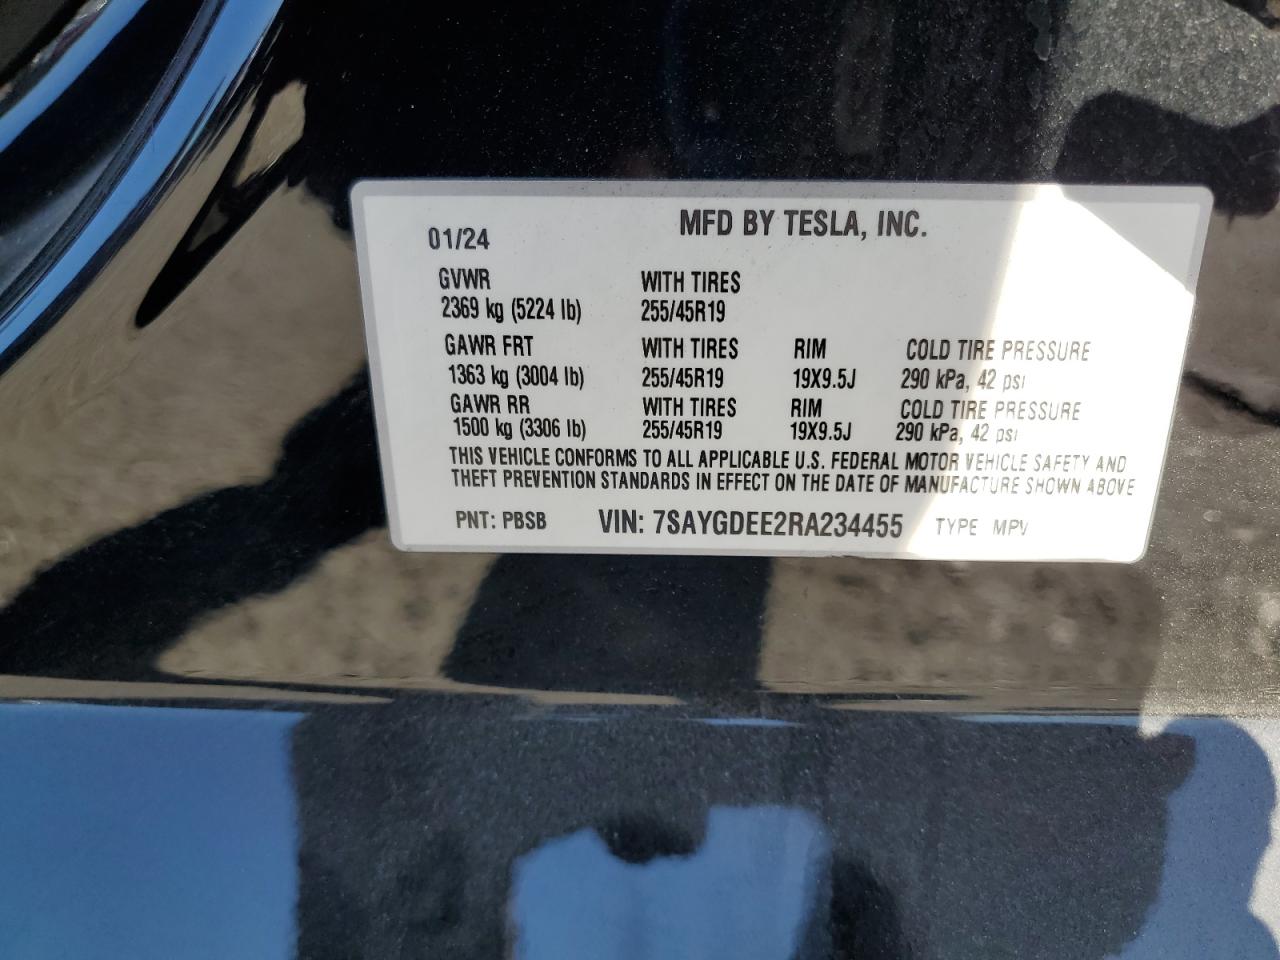 MFD BY TESLA, INC.
01/24
GVWR WITH TIRES
2369 kg (5224 lb) 255/45R19
GAWR FRT WITH TIRES RIM COLD TIRE PRESSURE
1363 kg (3004 lb) 255/45R19 19X9.5J 290 kPa, 42 psi
GAWR RR WITH TIRES RIM COLD TIRE PRESSURE
1500 kg (3306 lb) 255/45R19 19X9.5J 290 kPa, 42 psi
THIS VEHICLE CONFORMS TO ALL APPLICABLE U.S. FEDERAL MOTOR VEHICLE SAFETY AND
THEFT PREVENTION STANDARDS IN EFFECT ON THE DATE OF MANUFACTURE SHOWN ABOVE
PNT: PBSB VIN: 7SAYGDEE2RA234455 TYPE MPV